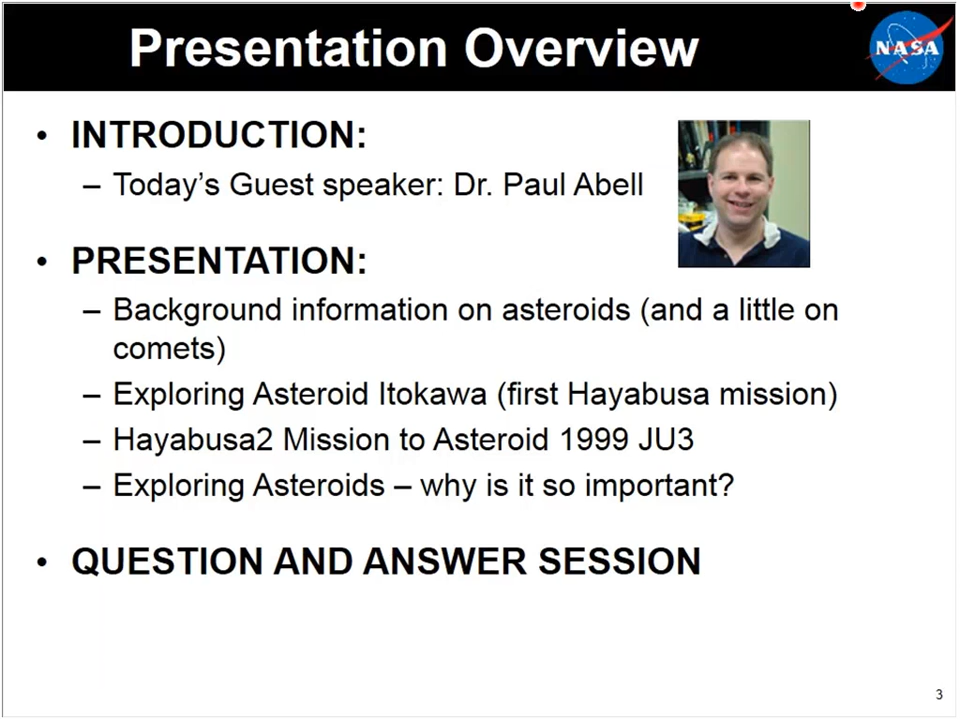 Presentation Overview
NASA
• INTRODUCTION:
– Today's Guest speaker: Dr. Paul Abell
• PRESENTATION:
– Background information on asteroids (and a little on
comets)
– Exploring Asteroid Itokawa (first Hayabusa mission)
– Hayabusa2 Mission to Asteroid 1999 JU3
– Exploring Asteroids – why is it so important?
• QUESTION AND ANSWER SESSION
3